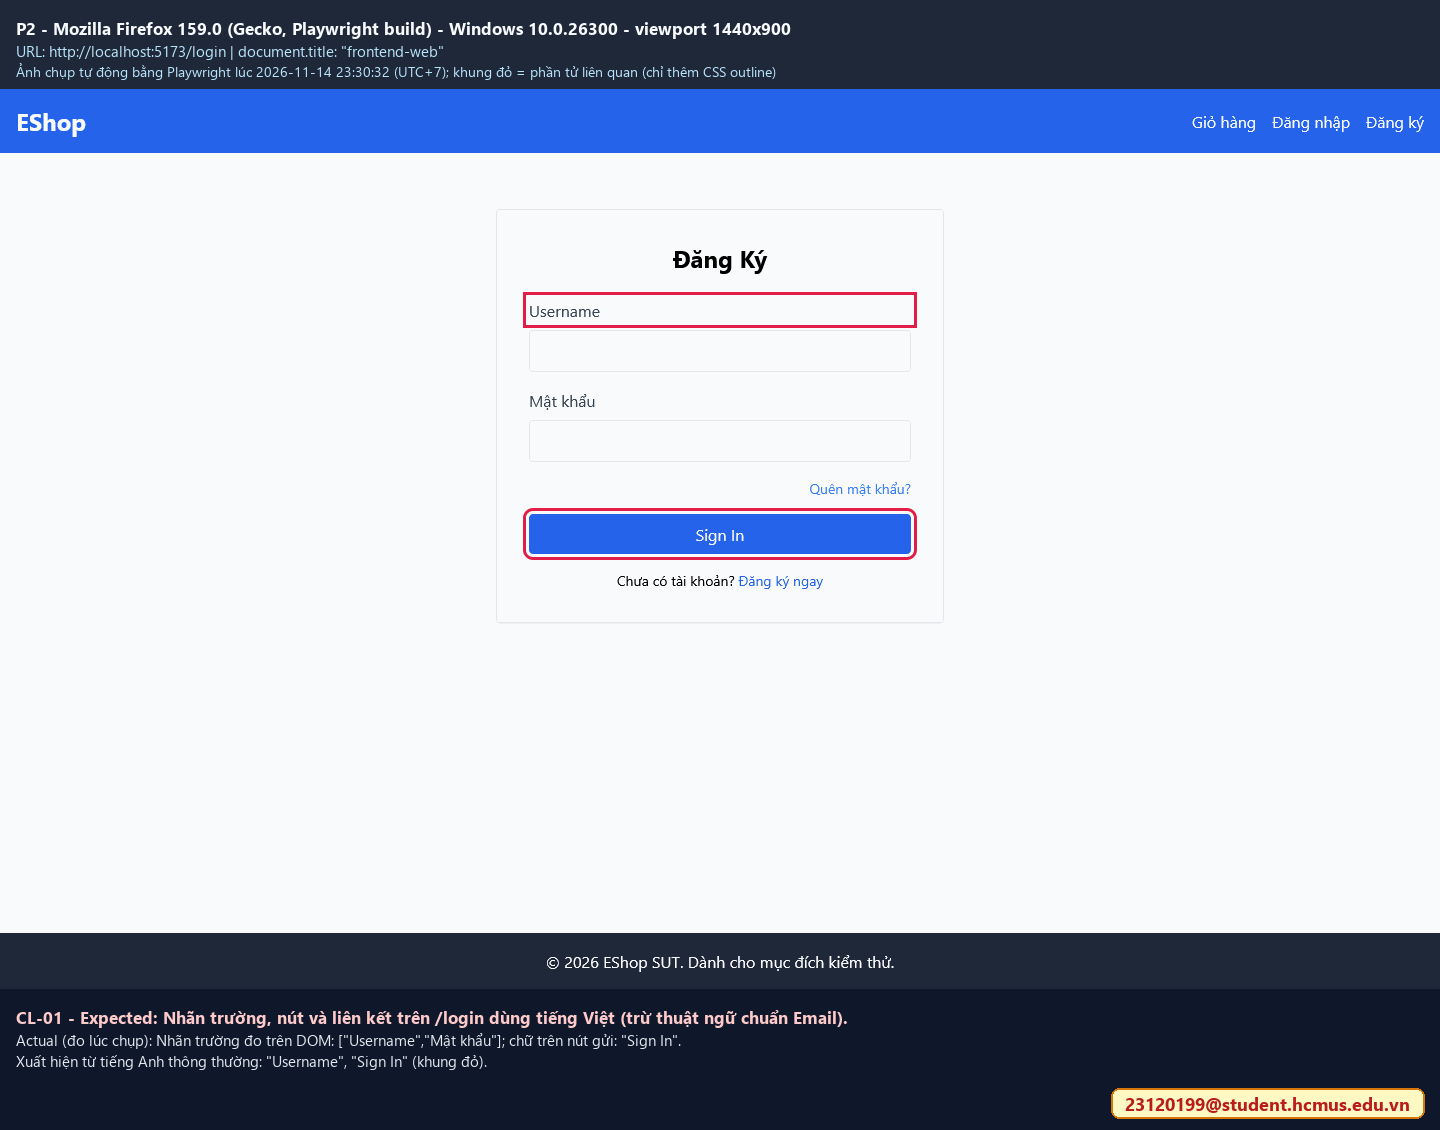 P2 - Mozilla Firefox 159.0 (Gecko, Playwright build) - Windows 10.0.26300 - viewport 1440x900
URL: http://localhost:5173/login | document.title: "frontend-web"
Ảnh chụp tự động bằng Playwright lúc 2026-11-14 23:30:32 (UTC+7); khung đỏ = phần tử liên quan (chỉ thêm CSS outline)
EShop
Giỏ hàng
Đăng nhập
Đăng ký
Đăng Ký
Username
Mật khẩu
Quên mật khẩu?
Sign In
Chưa có tài khoản? Đăng ký ngay
© 2026 EShop SUT. Dành cho mục đích kiểm thử.
CL-01 - Expected: Nhãn trường, nút và liên kết trên /login dùng tiếng Việt (trừ thuật ngữ chuẩn Email).
Actual (đo lúc chụp): Nhãn trường đo trên DOM: ["Username","Mật khẩu"]; chữ trên nút gửi: "Sign In".
Xuất hiện từ tiếng Anh thông thường: "Username", "Sign In" (khung đỏ).
23120199@student.hcmus.edu.vn